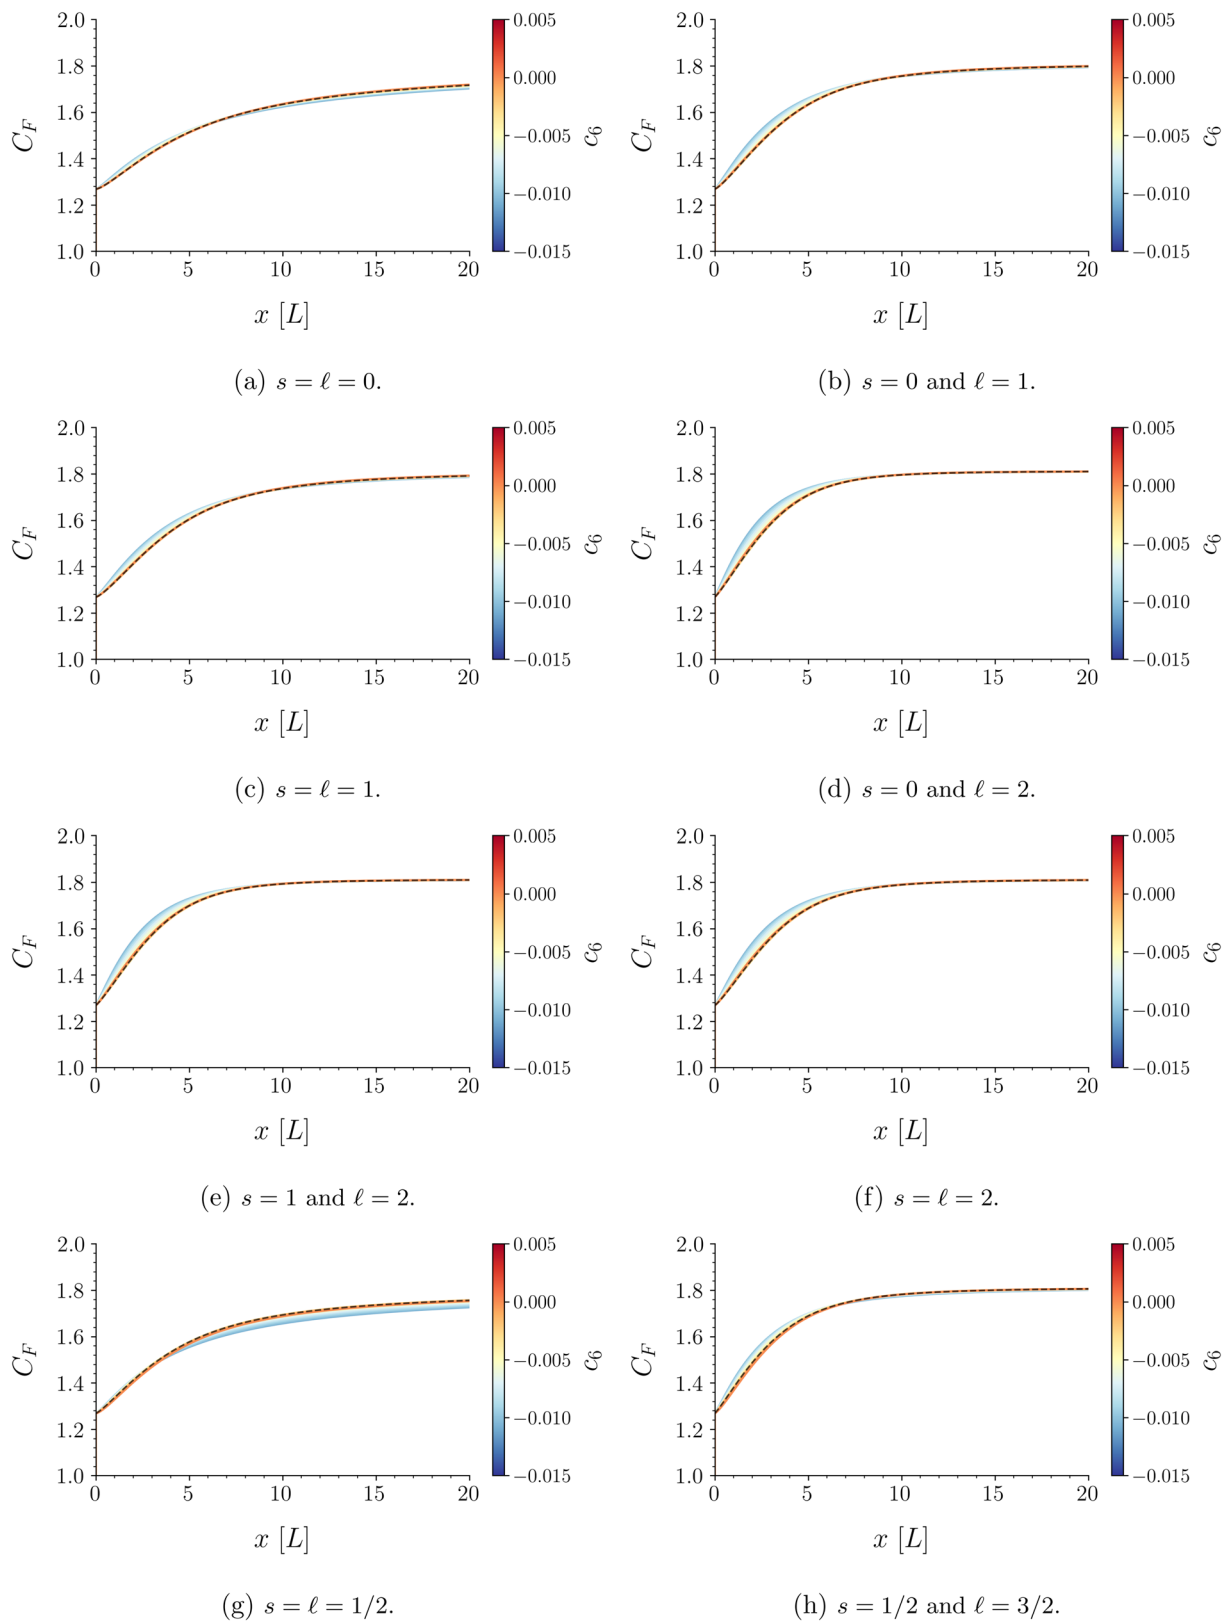 2.0
1.8
1.6
1.4
1.2
1.0
C_F
0 5 10 15 20
x [L]
0.005
0.000
−0.005
−0.010
−0.015
c_6
(a) s = ℓ = 0.
2.0
1.8
1.6
1.4
1.2
1.0
C_F
0 5 10 15 20
x [L]
0.005
0.000
−0.005
−0.010
−0.015
c_6
(b) s = 0 and ℓ = 1.
2.0
1.8
1.6
1.4
1.2
1.0
C_F
0 5 10 15 20
x [L]
0.005
0.000
−0.005
−0.010
−0.015
c_6
(c) s = ℓ = 1.
2.0
1.8
1.6
1.4
1.2
1.0
C_F
0 5 10 15 20
x [L]
0.005
0.000
−0.005
−0.010
−0.015
c_6
(d) s = 0 and ℓ = 2.
2.0
1.8
1.6
1.4
1.2
1.0
C_F
0 5 10 15 20
x [L]
0.005
0.000
−0.005
−0.010
−0.015
c_6
(e) s = 1 and ℓ = 2.
2.0
1.8
1.6
1.4
1.2
1.0
C_F
0 5 10 15 20
x [L]
0.005
0.000
−0.005
−0.010
−0.015
c_6
(f) s = ℓ = 2.
2.0
1.8
1.6
1.4
1.2
1.0
C_F
0 5 10 15 20
x [L]
0.005
0.000
−0.005
−0.010
−0.015
c_6
(g) s = ℓ = 1/2.
2.0
1.8
1.6
1.4
1.2
1.0
C_F
0 5 10 15 20
x [L]
0.005
0.000
−0.005
−0.010
−0.015
c_6
(h) s = 1/2 and ℓ = 3/2.